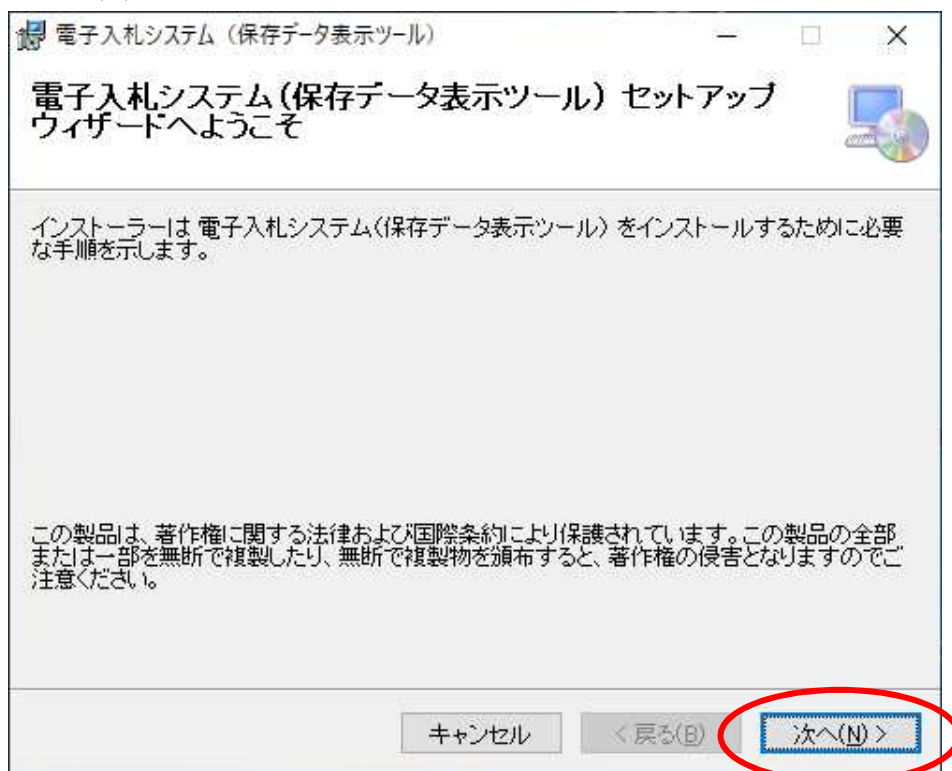 電子入札システム（保存データ表示ツール）
電子入札システム（保存データ表示ツール）セットアップ
ウィザードへようこそ
インストーラーは 電子入札システム（保存データ表示ツール）をインストールするために必要
な手順を示します。
この製品は、著作権に関する法律および国際条約により保護されています。この製品の全部
または一部を無断で複製したり、無断で複製物を頒布すると、著作権の侵害となりますのでご
注意ください。
キャンセル
< 戻る(B)
次へ(N) >